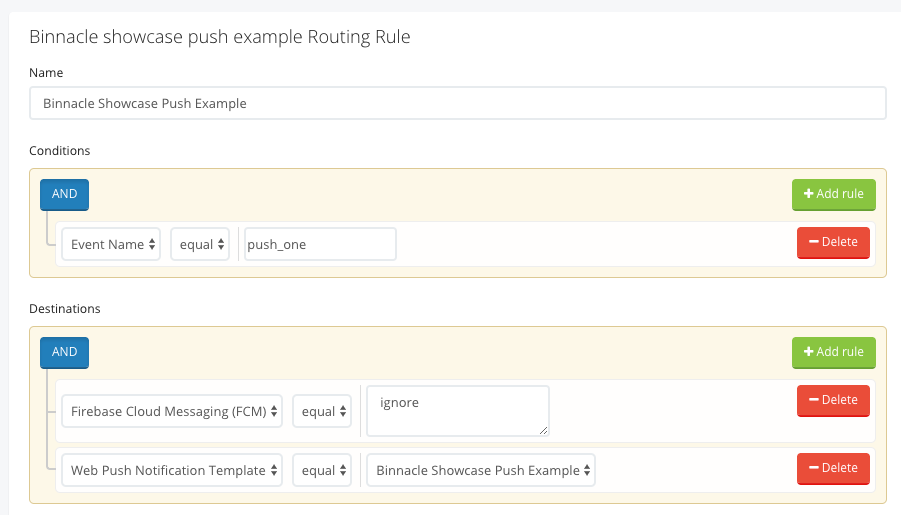 Binnacle showcase push example Routing Rule
Name
Binnacle Showcase Push Example
Conditions
AND
Add rule
Event Name equal push_one Delete
Destinations
AND
Add rule
Firebase Cloud Messaging (FCM) equal ignore Delete
Web Push Notification Template equal Binnacle Showcase Push Example Delete